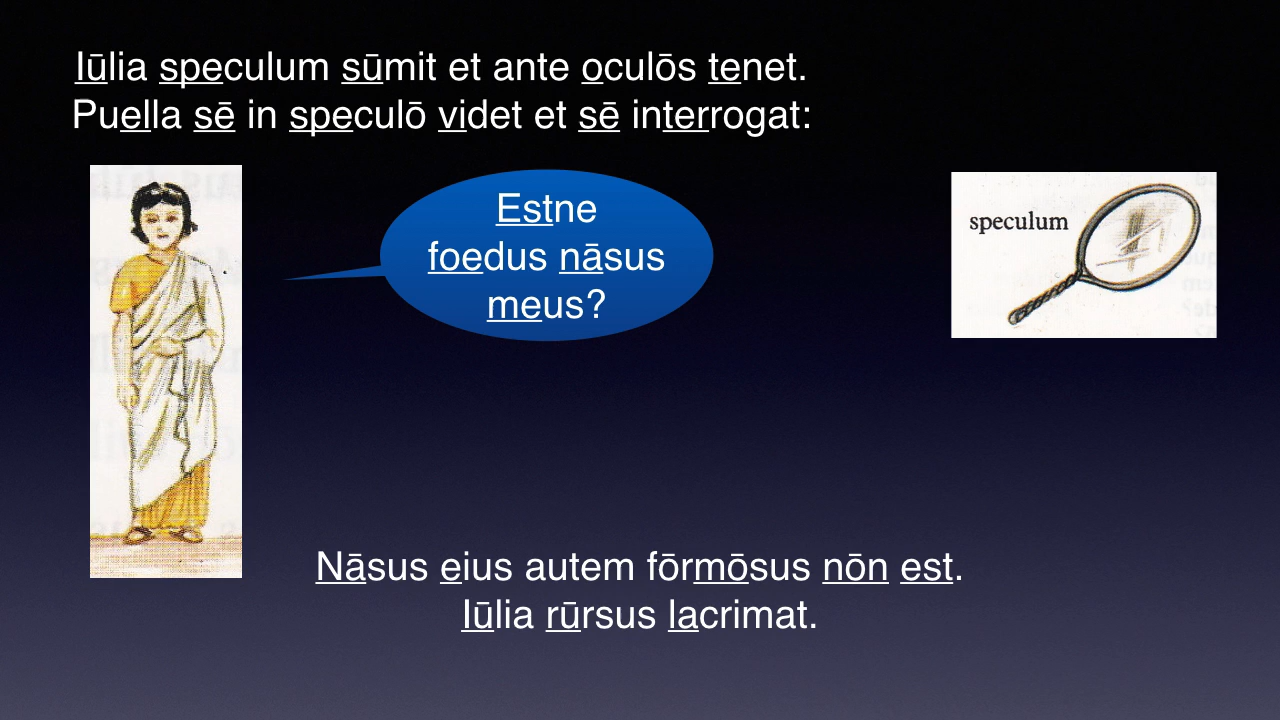 Iūlia speculum sūmit et ante oculōs tenet.
Puella sē in speculō videt et sē interrogat:
Estne
foedus nāsus
meus?
speculum
Nāsus eius autem fōrmōsus nōn est.
Iūlia rūrsus lacrimat.